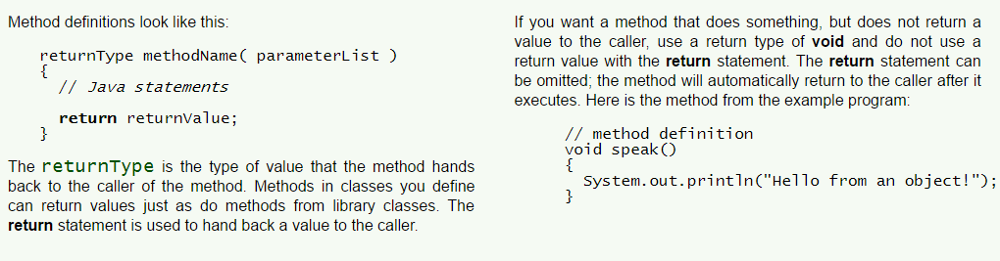 Method definitions look like this:
returnType methodName( parameterList )
{
// Java statements
return returnValue;
}
The returnType is the type of value that the method hands
back to the caller of the method. Methods in classes you define
can return values just as do methods from library classes. The
return statement is used to hand back a value to the caller.
If you want a method that does something, but does not return a
value to the caller, use a return type of void and do not use a
return value with the return statement. The return statement can
be omitted; the method will automatically return to the caller after it
executes. Here is the method from the example program:
// method definition
void speak()
{
System.out.println("Hello from an object!");
}